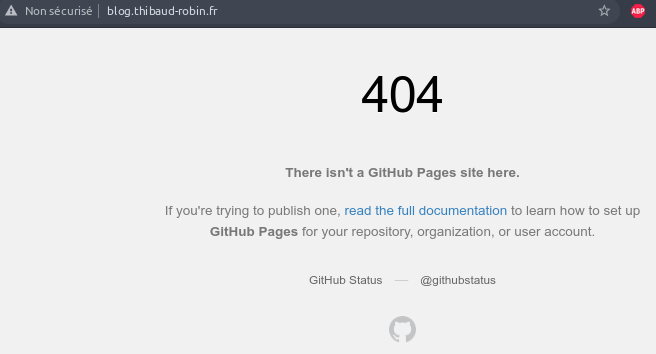 Non sécurisé | blog.thibaud-robin.fr
ABP
404
There isn't a GitHub Pages site here.
If you're trying to publish one, read the full documentation to learn how to set up
GitHub Pages for your repository, organization, or user account.
GitHub Status — @githubstatus